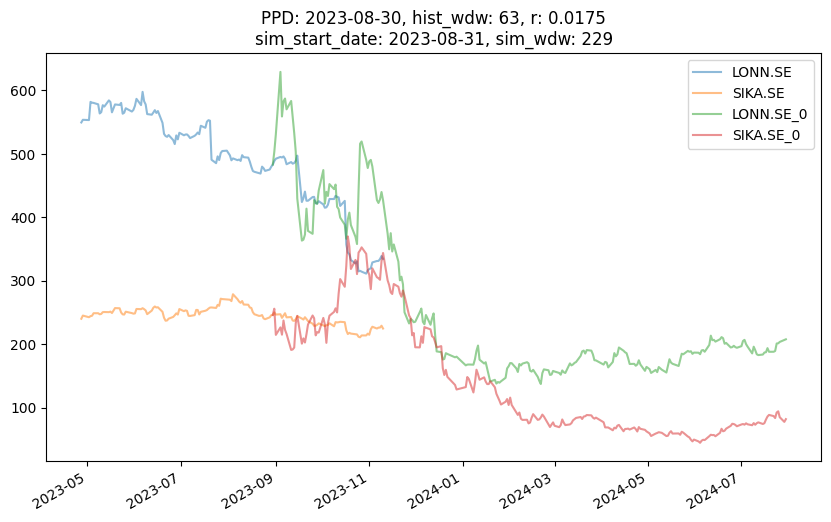 PPD: 2023-08-30, hist_wdw: 63, r: 0.0175
sim_start_date: 2023-08-31, sim_wdw: 229
LONN.SE
SIKA.SE
LONN.SE_0
SIKA.SE_0
600
500
400
300
200
100
2023-05
2023-07
2023-09
2023-11
2024-01
2024-03
2024-05
2024-07